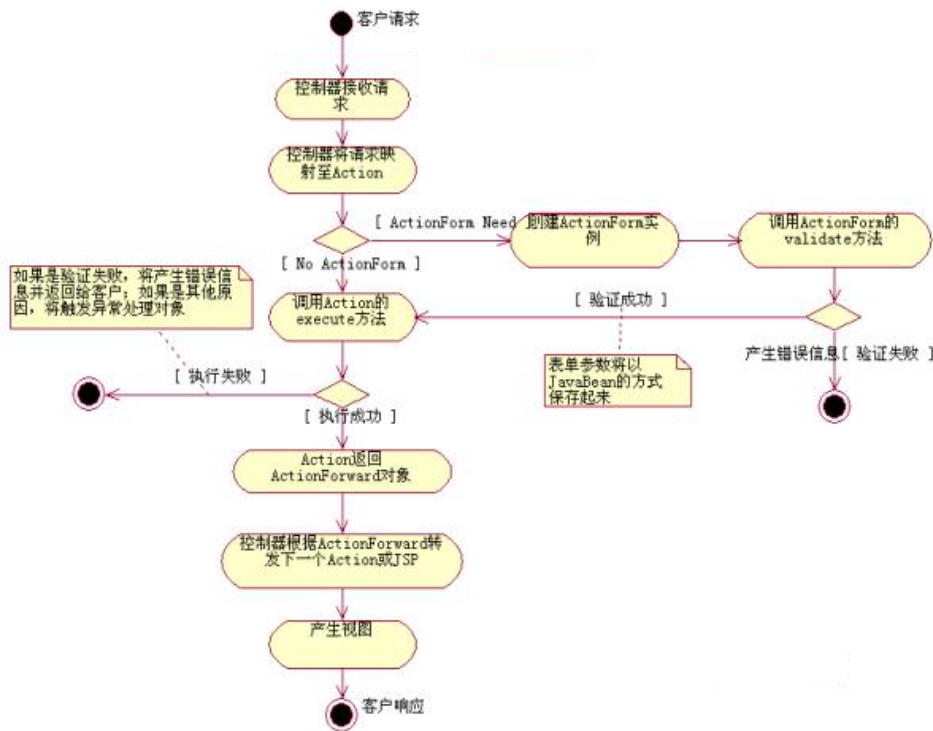 客户请求
控制器接收请
求
控制器将请求映
射至Action
[ ActionForm Need ]
创建ActionForm实
例
调用ActionForm的
validate方法
[ No ActionForm ]
如果是验证失败，将产生错误信
息并返回给客户；如果是其他原
因，将触发异常处理对象
调用Action的
execute方法
[ 验证成功 ]
产生错误信息[ 验证失败 ]
表单参数将以
JavaBean的方式
保存起来
[ 执行失败 ]
[ 执行成功 ]
Action返回
ActionForward对象
控制器根据ActionForward转
发下一个Action或JSP
产生视图
客户响应